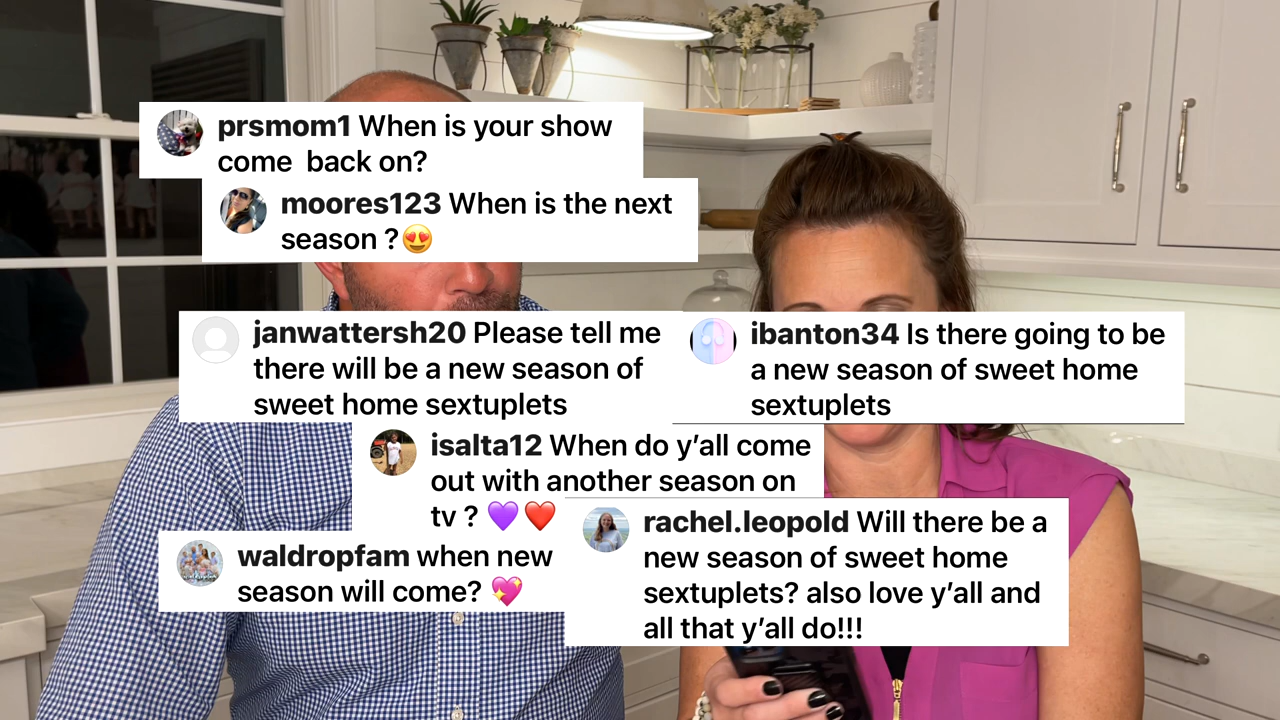 prsmom1 When is your show
come back on?
moores123 When is the next
season ?😍
janwattersh20 Please tell me
there will be a new season of
sweet home sextuplets
ibanton34 Is there going to be
a new season of sweet home
sextuplets
isalta12 When do y’all come
out with another season on
tv ? 💜 ❤️
waldropfam when new
season will come? 💖
rachel.leopold Will there be a
new season of sweet home
sextuplets? also love y’all and
all that y’all do!!!